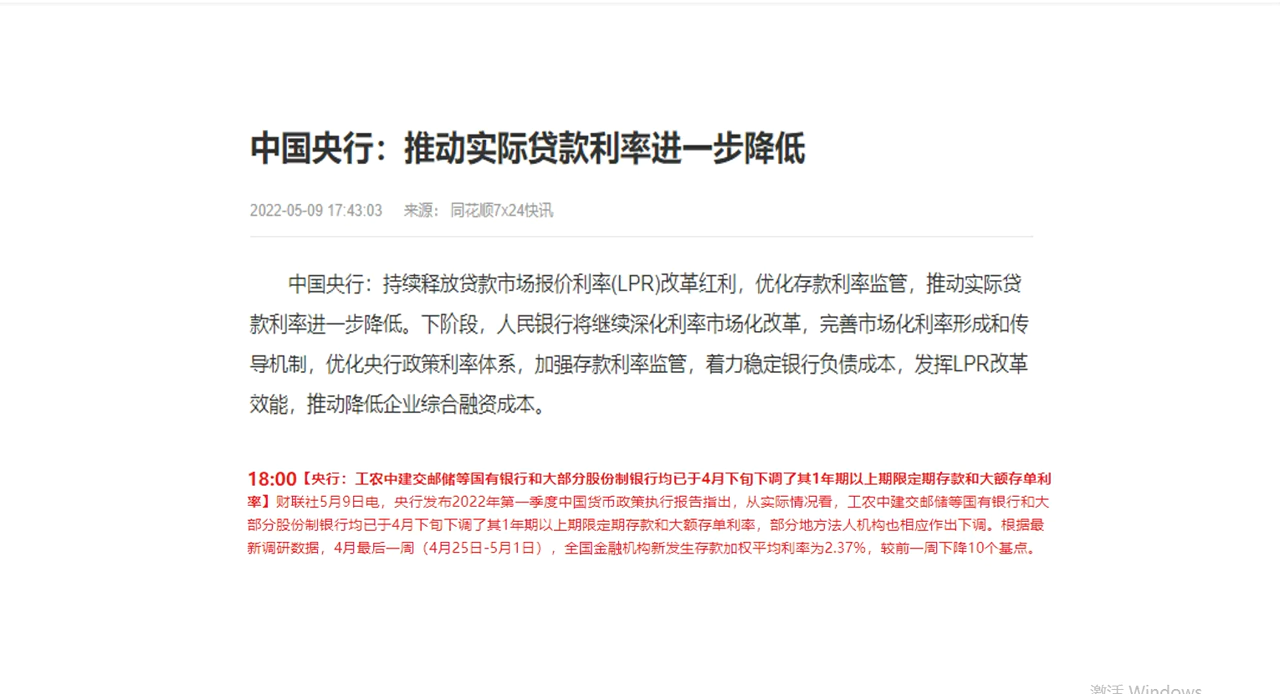 中国央行：推动实际贷款利率进一步降低
2022-05-09 17:43:03 来源： 同花顺7x24快讯
中国央行：持续释放贷款市场报价利率(LPR)改革红利，优化存款利率监管，推动实际贷
款利率进一步降低。下阶段，人民银行将继续深化利率市场化改革，完善市场化利率形成和传
导机制，优化央行政策利率体系，加强存款利率监管，着力稳定银行负债成本，发挥LPR改革
效能，推动降低企业综合融资成本。
18:00【央行：工农中建交邮储等国有银行和大部分股份制银行均已于4月下旬下调了其1年期以上期限定期存款和大额存单利
率】财联社5月9日电，央行发布2022年第一季度中国货币政策执行报告指出，从实际情况看，工农中建交邮储等国有银行和大
部分股份制银行均已于4月下旬下调了其1年期以上期限定期存款和大额存单利率，部分地方法人机构也相应作出下调。根据最
新调研数据，4月最后一周（4月25日-5月1日），全国金融机构新发生存款加权平均利率为2.37%，较前一周下降10个基点。
激活 Windows